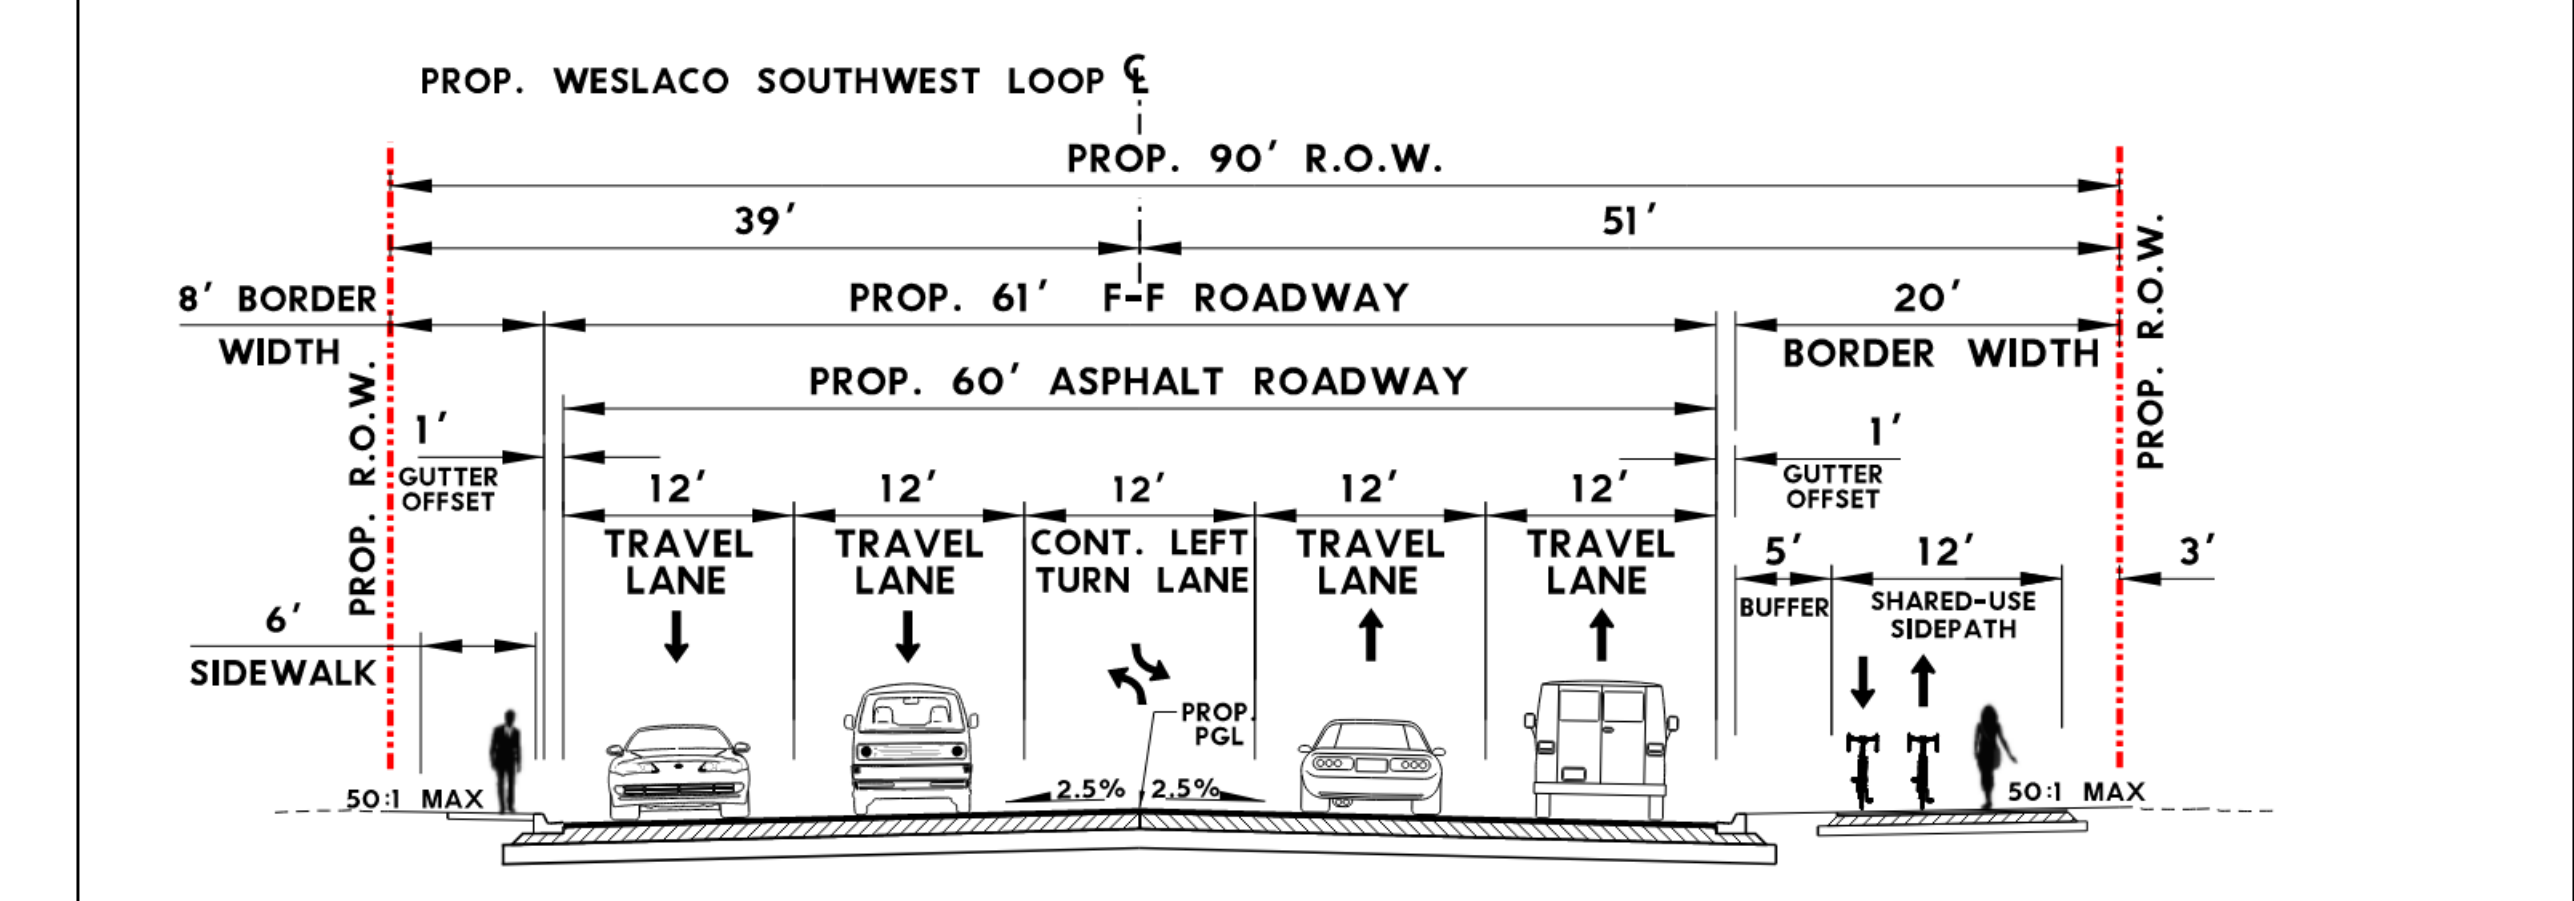 PROP. WESLACO SOUTHWEST LOOP ℄
PROP. 90' R.O.W.
39'
51'
8' BORDER
WIDTH
PROP. 61' F-F ROADWAY
20'
BORDER WIDTH
PROP. R.O.W.
PROP. R.O.W.
PROP. 60' ASPHALT ROADWAY
1'
GUTTER
OFFSET
1'
GUTTER
OFFSET
12'
TRAVEL
LANE
12'
TRAVEL
LANE
12'
CONT. LEFT
TURN LANE
12'
TRAVEL
LANE
12'
TRAVEL
LANE
5'
BUFFER
12'
SHARED-USE
SIDEPATH
3'
6'
SIDEWALK
PROP.
PGL
50:1 MAX
2.5%
2.5%
50:1 MAX